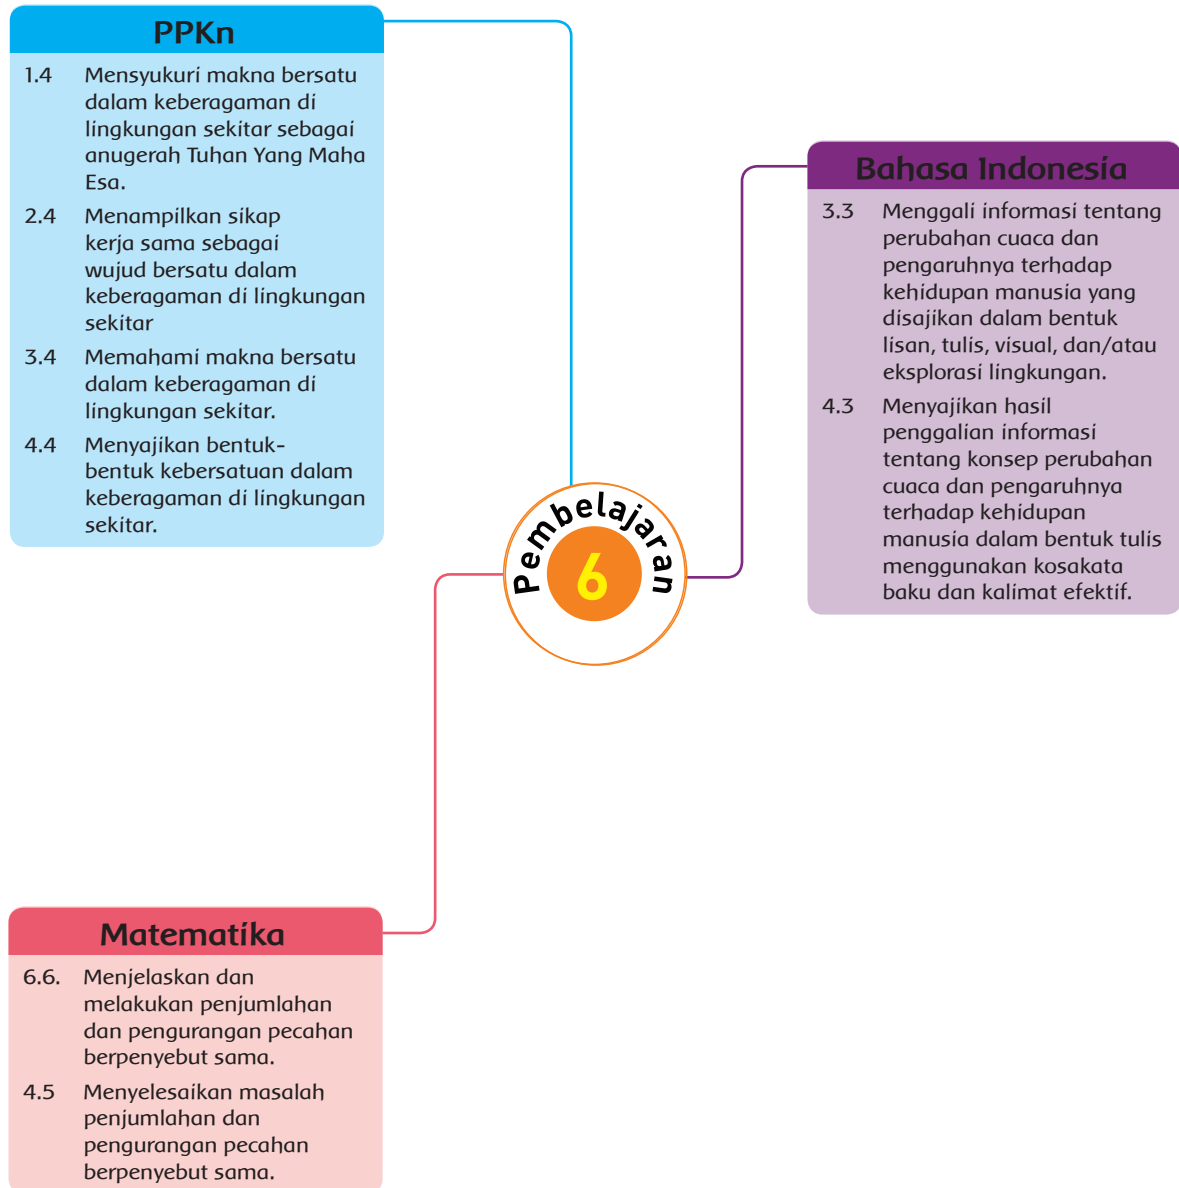 PPKn
1.4 Mensyukuri makna bersatu
dalam keberagaman di
lingkungan sekitar sebagai
anugerah Tuhan Yang Maha
Esa.
2.4 Menampilkan sikap
kerja sama sebagai
wujud bersatu dalam
keberagaman di lingkungan
sekitar
3.4 Memahami makna bersatu
dalam keberagaman di
lingkungan sekitar.
4.4 Menyajikan bentuk-
bentuk kebersatuan dalam
keberagaman di lingkungan
sekitar.
Bahasa Indonesia
3.3 Menggali informasi tentang
perubahan cuaca dan
pengaruhnya terhadap
kehidupan manusia yang
disajikan dalam bentuk
lisan, tulis, visual, dan/atau
eksplorasi lingkungan.
4.3 Menyajikan hasil
penggalian informasi
tentang konsep perubahan
cuaca dan pengaruhnya
terhadap kehidupan
manusia dalam bentuk tulis
menggunakan kosakata
baku dan kalimat efektif.
Pembelajaran
6
Matematika
6.6. Menjelaskan dan
melakukan penjumlahan
dan pengurangan pecahan
berpenyebut sama.
4.5 Menyelesaikan masalah
penjumlahan dan
pengurangan pecahan
berpenyebut sama.